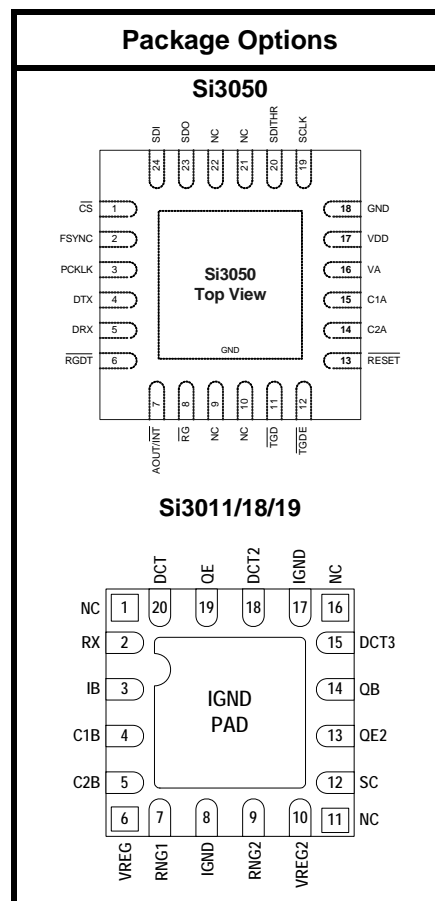 Package Options
Si3050
SDI
SDO
NC
NC
SDITHR
SCLK
24
23
22
21
20
19
CS
1
18
GND
FSYNC
2
17
VDD
PCKLK
3
16
VA
Si3050
Top View
DTX
4
15
C1A
DRX
5
14
C2A
GND
RGDT
6
13
RESET
7
8
9
10
11
12
AOUT/INT
RG
NC
NC
TGD
TGDE
Si3011/18/19
DCT
QE
DCT2
IGND
NC
NC
1
20
19
18
17
16
RX
2
15
DCT3
IB
3
14
QB
IGND
PAD
C1B
4
13
QE2
C2B
5
12
SC
6
7
8
9
10
11
NC
VREG
RNG1
IGND
RNG2
VREG2